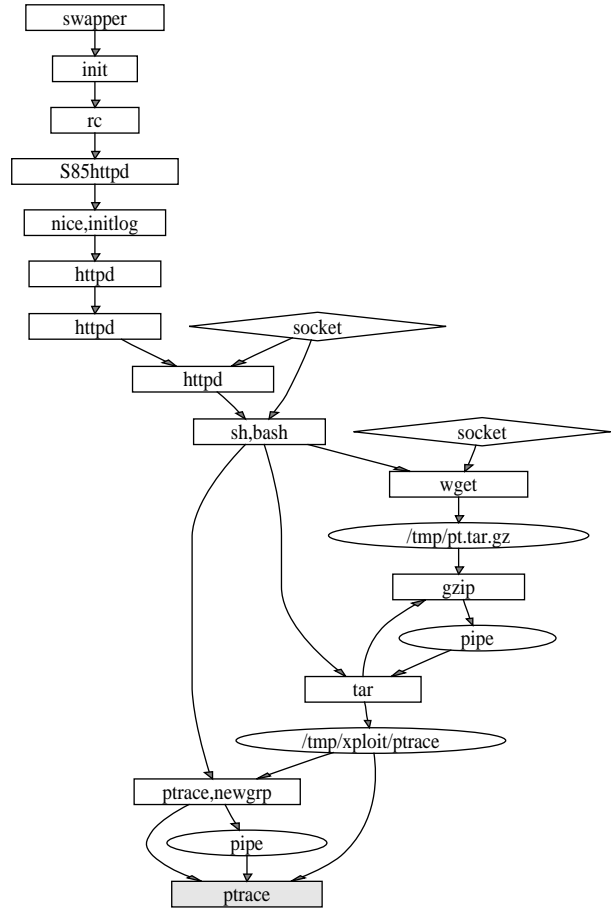 swapper
init
rc
S85httpd
nice,initlog
httpd
httpd
socket
httpd
sh,bash
socket
wget
/tmp/pt.tar.gz
gzip
pipe
tar
/tmp/xploit/ptrace
ptrace,newgrp
pipe
ptrace